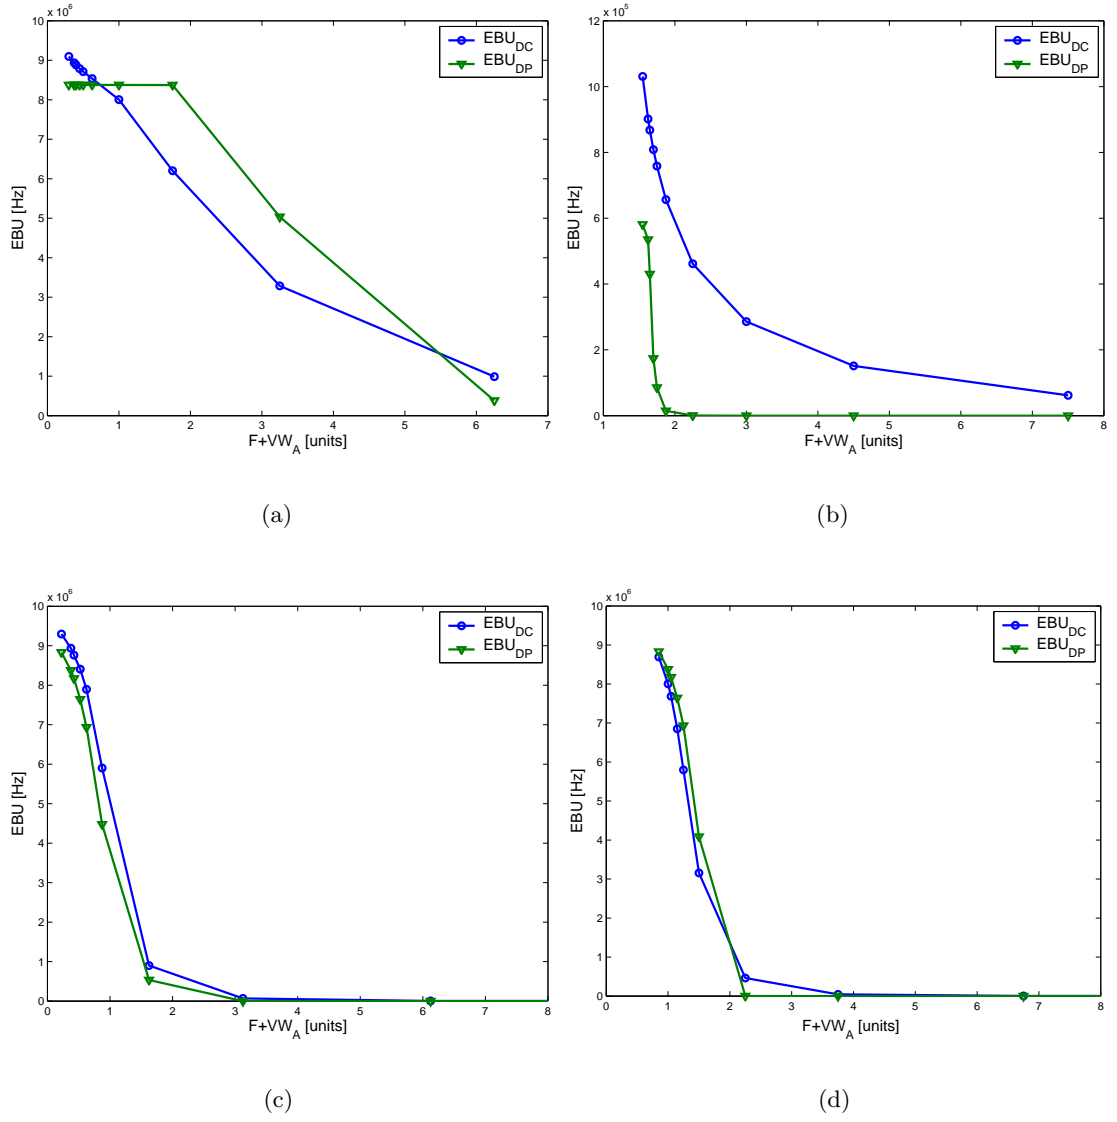 x 10^6
10
9
8
7
6
5
4
3
2
1
0
0 1 2 3 4 5 6 7
EBU [Hz]
F+VW_A [units]
EBU_DC
EBU_DP
(a)
x 10^5
12
10
8
6
4
2
0
1 2 3 4 5 6 7 8
EBU [Hz]
F+VW_A [units]
EBU_DC
EBU_DP
(b)
x 10^6
10
9
8
7
6
5
4
3
2
1
0
0 1 2 3 4 5 6 7 8
EBU [Hz]
F+VW_A [units]
EBU_DC
EBU_DP
(c)
x 10^6
10
9
8
7
6
5
4
3
2
1
0
0 1 2 3 4 5 6 7 8
EBU [Hz]
F+VW_A [units]
EBU_DC
EBU_DP
(d)